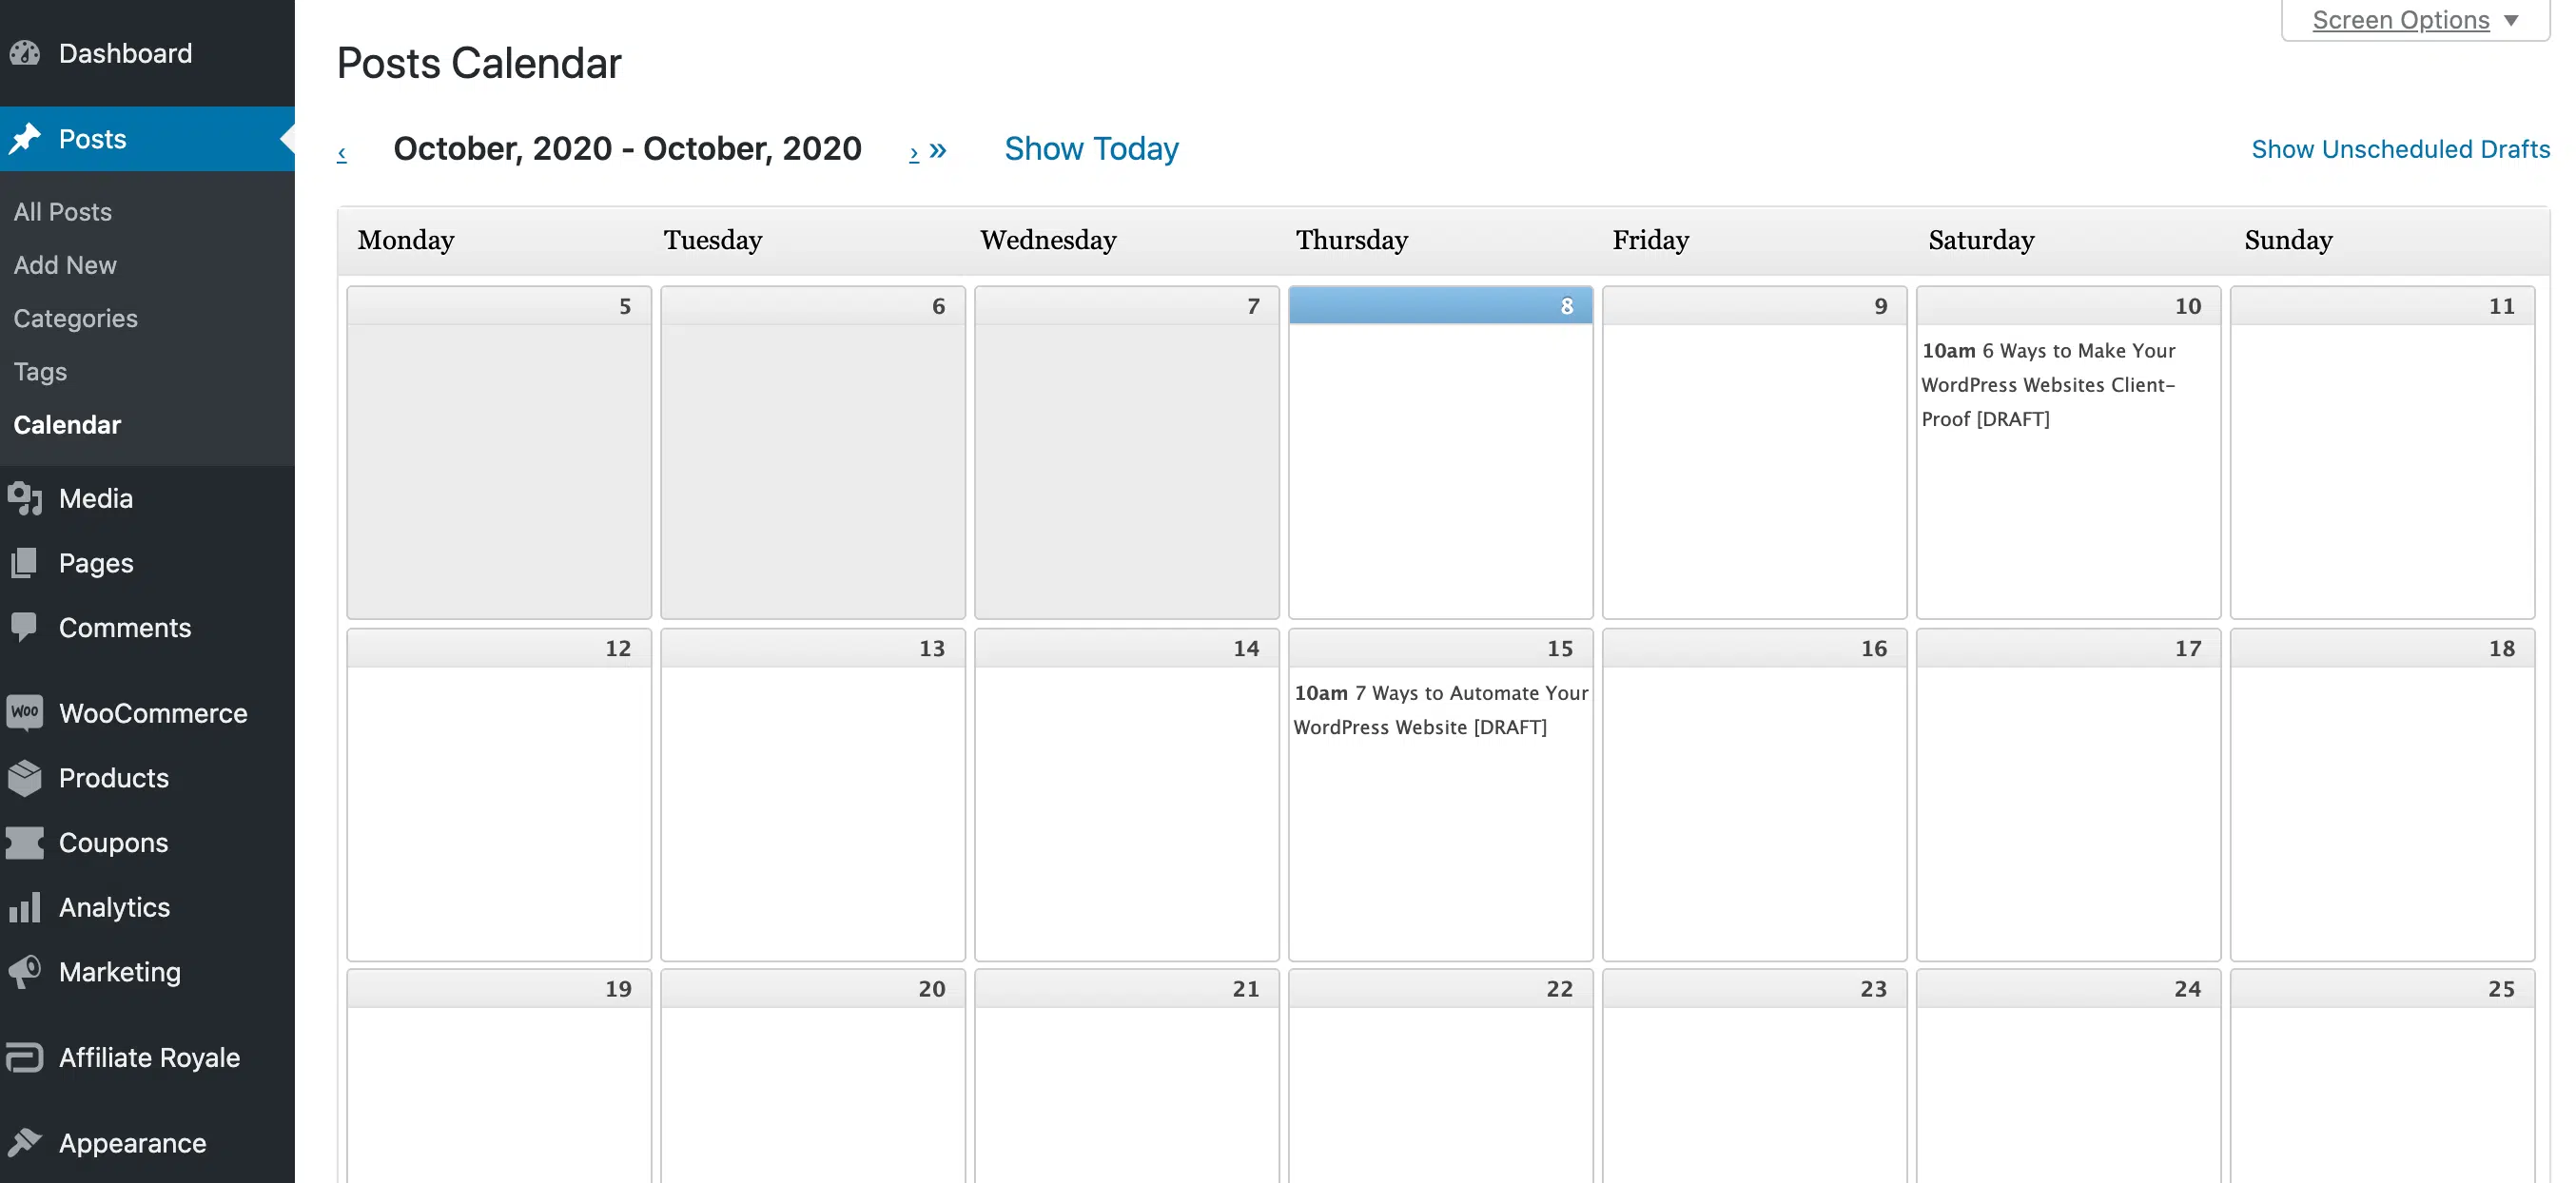 Screen Options ▼
Dashboard
Posts
All Posts
Add New
Categories
Tags
Calendar
Media
Pages
Comments
Woo WooCommerce
Products
Coupons
Analytics
Marketing
Affiliate Royale
Appearance
Posts Calendar
‹ October, 2020 - October, 2020 › » Show Today Show Unscheduled Drafts
Monday Tuesday Wednesday Thursday Friday Saturday Sunday
5 6 7 8 9 10 11
10am 6 Ways to Make Your
WordPress Websites Client-
Proof [DRAFT]
12 13 14 15 16 17 18
10am 7 Ways to Automate Your
WordPress Website [DRAFT]
19 20 21 22 23 24 25